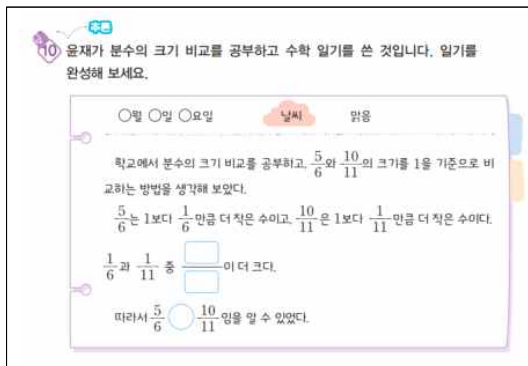 추론
10 윤재가 분수의 크기 비교를 공부하고 수학 일기를 쓴 것입니다. 일기를
완성해 보세요.
○월 ○일 ○요일 날씨 맑음
학교에서 분수의 크기 비교를 공부하고, 5/6와 10/11의 크기를 1을 기준으로 비
교하는 방법을 생각해 보았다.
5/6는 1보다 1/6만큼 더 작은 수이고, 10/11은 1보다 1/11만큼 더 작은 수이다.
1/6과 1/11 중 □/□이 더 크다.
따라서 5/6 ○ 10/11임을 알 수 있었다.